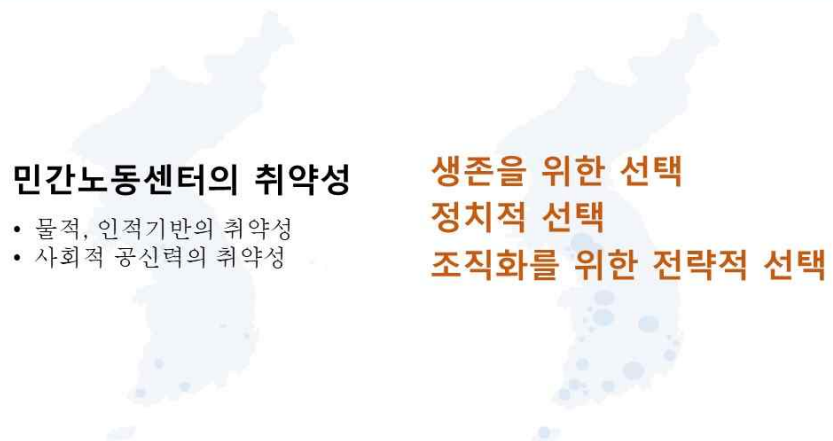 민간노동센터의 취약성
• 물적, 인적기반의 취약성
• 사회적 공신력의 취약성
생존을 위한 선택
정치적 선택
조직화를 위한 전략적 선택